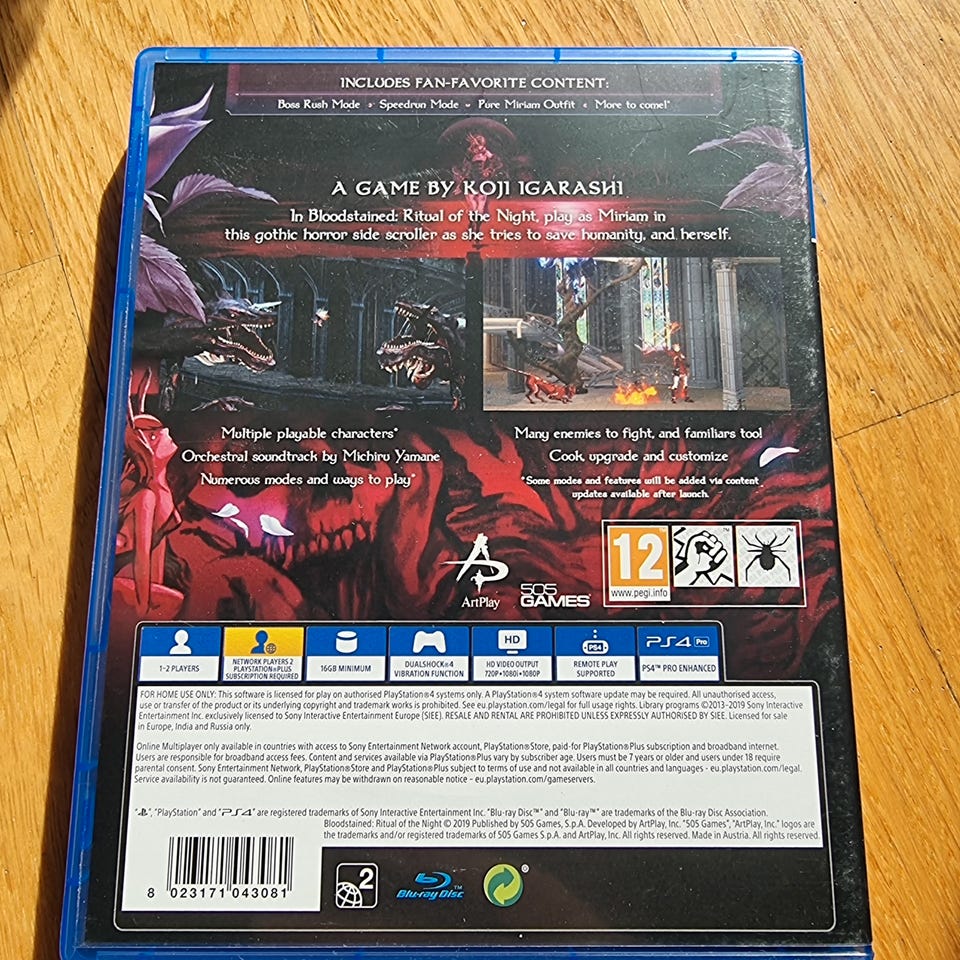 INCLUDES FAN-FAVORITE CONTENT:
Boss Rush Mode • Speedrun Mode • Pure Miriam Outfit • More to come!*
A GAME BY KOJI IGARASHI
In Bloodstained: Ritual of the Night, play as Miriam in
this gothic horror side scroller as she tries to save humanity, and herself.
Multiple playable characters*
Orchestral soundtrack by Michiru Yamane
Numerous modes and ways to play*
Many enemies to fight, and familiars too!
Cook, upgrade and customize
*Some modes and features will be added via content
updates available after launch.
ArtPlay
505
GAMES
12
www.pegi.info
1-2 PLAYERS
NETWORK PLAYERS 2
PLAYSTATION®PLUS
SUBSCRIPTION REQUIRED
16GB MINIMUM
DUALSHOCK®4
VIBRATION FUNCTION
HD
HD VIDEO OUTPUT
720P•1080i•1080P
PS4
REMOTE PLAY
SUPPORTED
PS4 Pro
PS4™ PRO ENHANCED
FOR HOME USE ONLY: This software is licensed for play on authorised PlayStation®4 systems only. A PlayStation®4 system software update may be required. All unauthorised access,
use or transfer of the product or its underlying copyright and trademark works is prohibited. See eu.playstation.com/legal for full usage rights. Library programs ©2013-2019 Sony Interactive
Entertainment Inc. exclusively licensed to Sony Interactive Entertainment Europe (SIEE). RESALE AND RENTAL ARE PROHIBITED UNLESS EXPRESSLY AUTHORISED BY SIEE. Licensed for sale
in Europe, India and Russia only.
Online Multiplayer only available in countries with access to Sony Entertainment Network account, PlayStation®Store, paid-for PlayStation®Plus subscription and broadband internet.
Users are responsible for broadband access fees. Content and services available via PlayStation®Plus vary by subscriber age. Users must be 7 years or older and users under 18 require
parental consent. Sony Entertainment Network, PlayStation®Store and PlayStation®Plus subject to terms of use and not available in all countries and languages - eu.playstation.com/legal.
Service availability is not guaranteed. Online features may be withdrawn on reasonable notice - eu.playstation.com/gameservers.
"PlayStation" and "PS4" are registered trademarks of Sony Interactive Entertainment Inc. "Blu-ray Disc™" and "Blu-ray™" are trademarks of the Blu-ray Disc Association.
Bloodstained: Ritual of the Night © 2019 Published by 505 Games, S.p.A. Developed by ArtPlay, Inc. "505 Games", "ArtPlay, Inc." logos are
the trademarks and/or registered trademarks of 505 Games S.p.A. and ArtPlay, Inc. All rights reserved. Made in Austria. All rights reserved.
8 023171 043081
2
Blu-ray Disc™